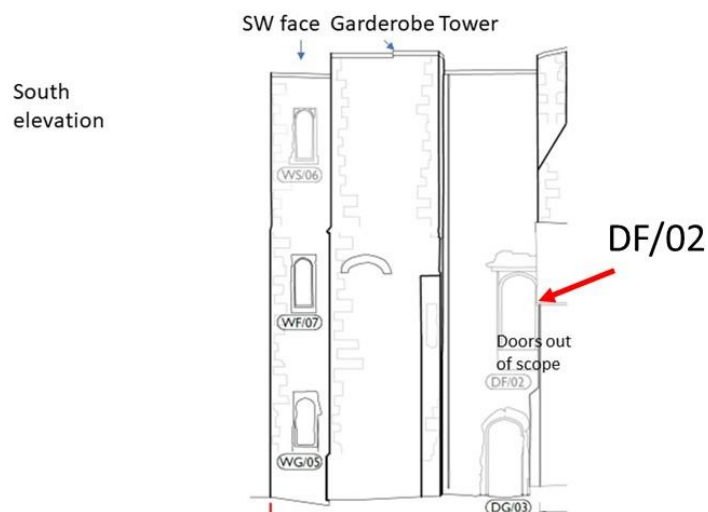 SW face Garderobe Tower
South
elevation
WS/06
DF/02
WF/07
Doors out
of scope
DF/02
WG/05
DG/03